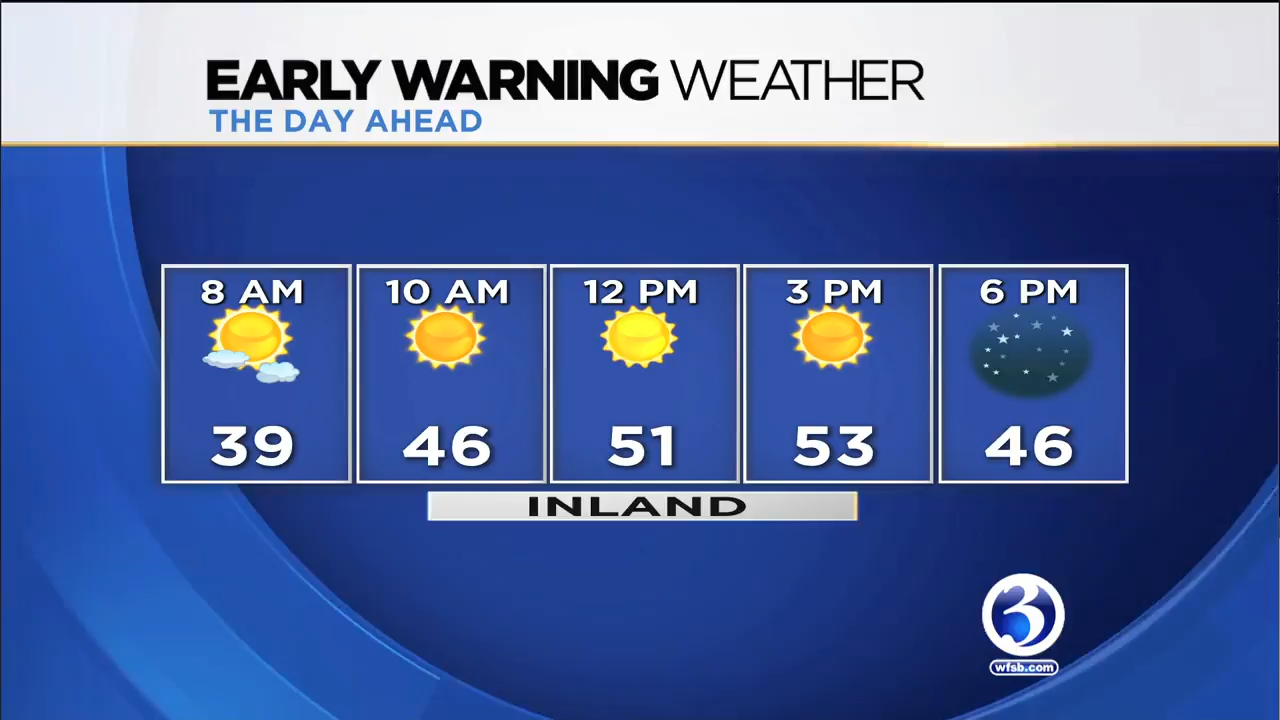 EARLY WARNING WEATHER
THE DAY AHEAD
8 AM 10 AM 12 PM 3 PM 6 PM
39 46 51 53 46
INLAND
3
wfsb.com